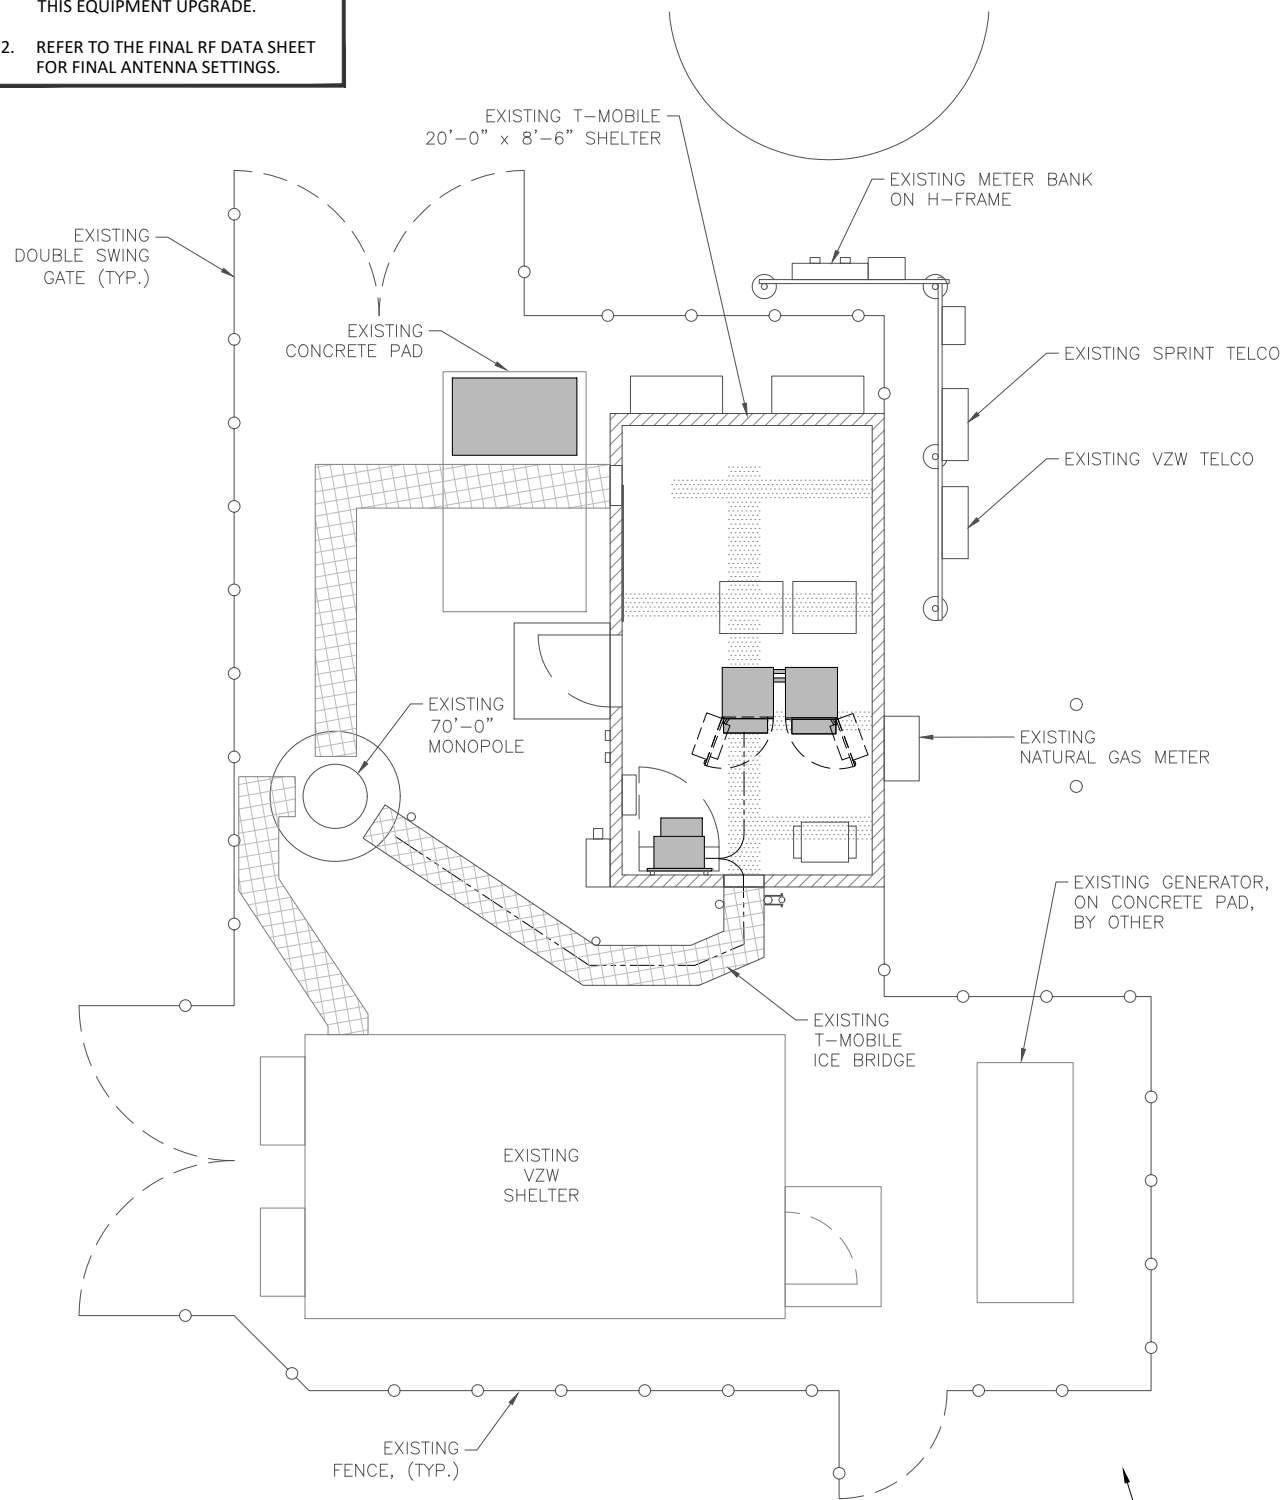 THIS EQUIPMENT UPGRADE.
2. REFER TO THE FINAL RF DATA SHEET
FOR FINAL ANTENNA SETTINGS.
EXISTING T-MOBILE
20'-0" x 8'-6" SHELTER
EXISTING METER BANK
ON H-FRAME
EXISTING
DOUBLE SWING
GATE (TYP.)
EXISTING
CONCRETE PAD
EXISTING SPRINT TELCO
EXISTING VZW TELCO
EXISTING
70'-0"
MONOPOLE
EXISTING
NATURAL GAS METER
EXISTING GENERATOR,
ON CONCRETE PAD,
BY OTHER
EXISTING
T-MOBILE
ICE BRIDGE
EXISTING
VZW
SHELTER
EXISTING
FENCE, (TYP.)